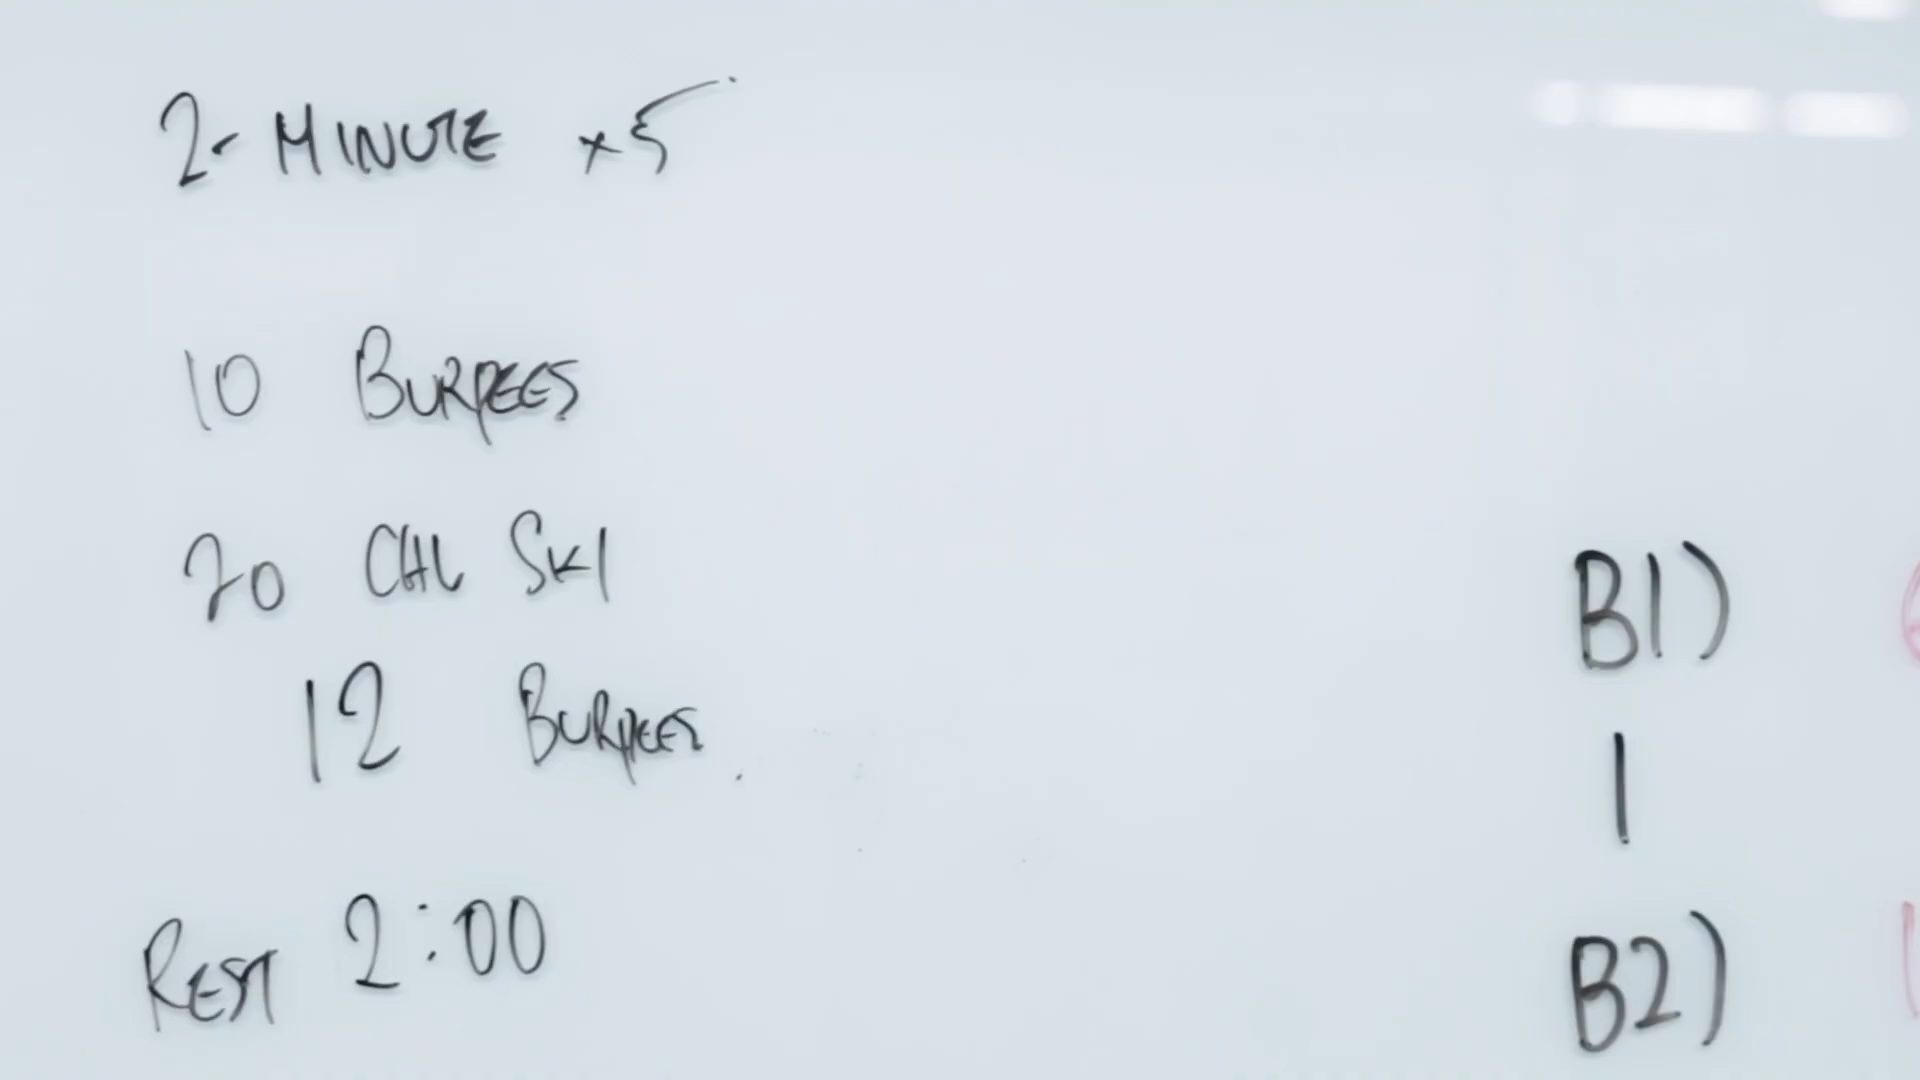 2- MINUTE x5
10 BURPEES
20 CAL SKI
12 BURPEES
REST 2:00
B1)
1
B2)